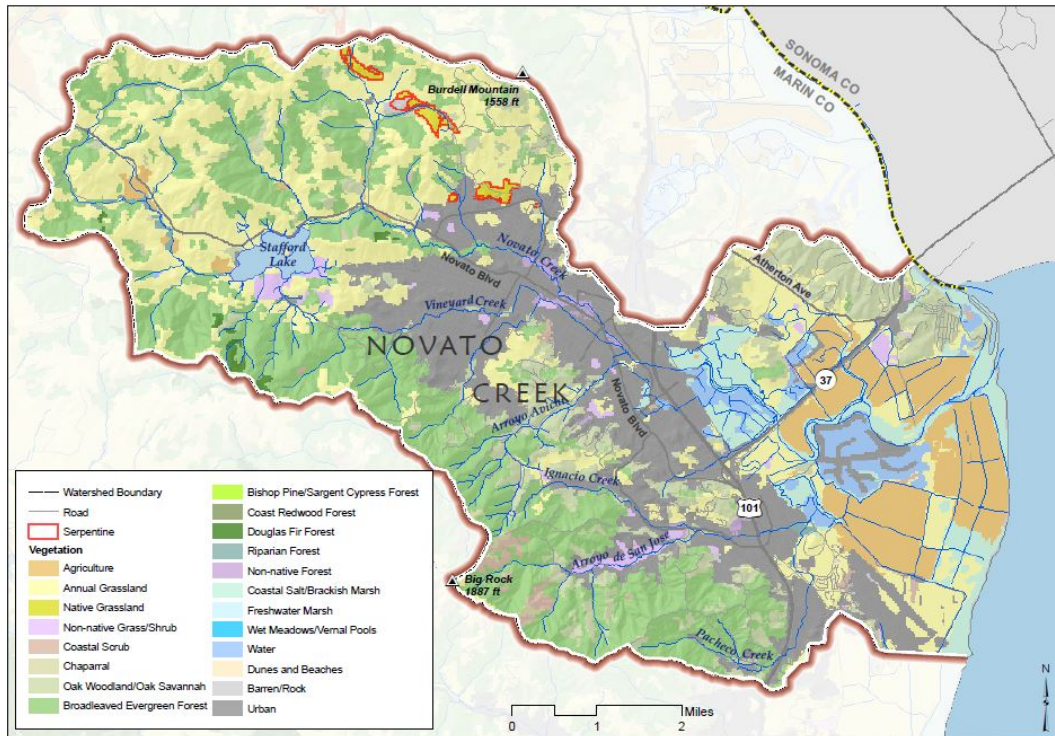 SONOMA CO
MARIN CO
Burdell Mountain
1558 ft
Stafford
Lake
Novato Creek
Novato Blvd
Vineyard Creek
Atherton Ave
NOVATO
CREEK
37
Novato Blvd
Arroyo Avichi
Ignacio Creek
101
Arroyo de San Jose
Big Rock
1887 ft
Pacheco Creek
Watershed Boundary
Road
Serpentine
Vegetation
Agriculture
Annual Grassland
Native Grassland
Non-native Grass/Shrub
Coastal Scrub
Chaparral
Oak Woodland/Oak Savannah
Broadleaved Evergreen Forest
Bishop Pine/Sargent Cypress Forest
Coast Redwood Forest
Douglas Fir Forest
Riparian Forest
Non-native Forest
Coastal Salt/Brackish Marsh
Freshwater Marsh
Wet Meadows/Vernal Pools
Water
Dunes and Beaches
Barren/Rock
Urban
0 1 2 Miles
N